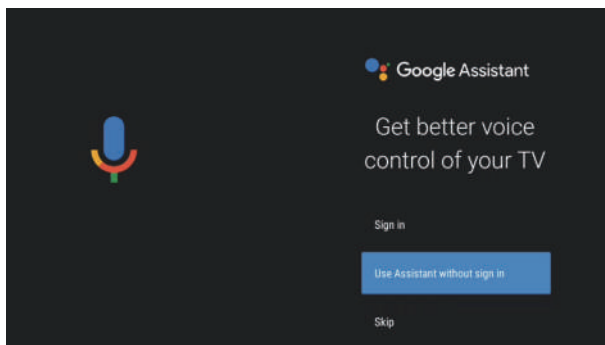 Google Assistant
Get better voice
control of your TV
Sign in
Use Assistant without sign in
Skip